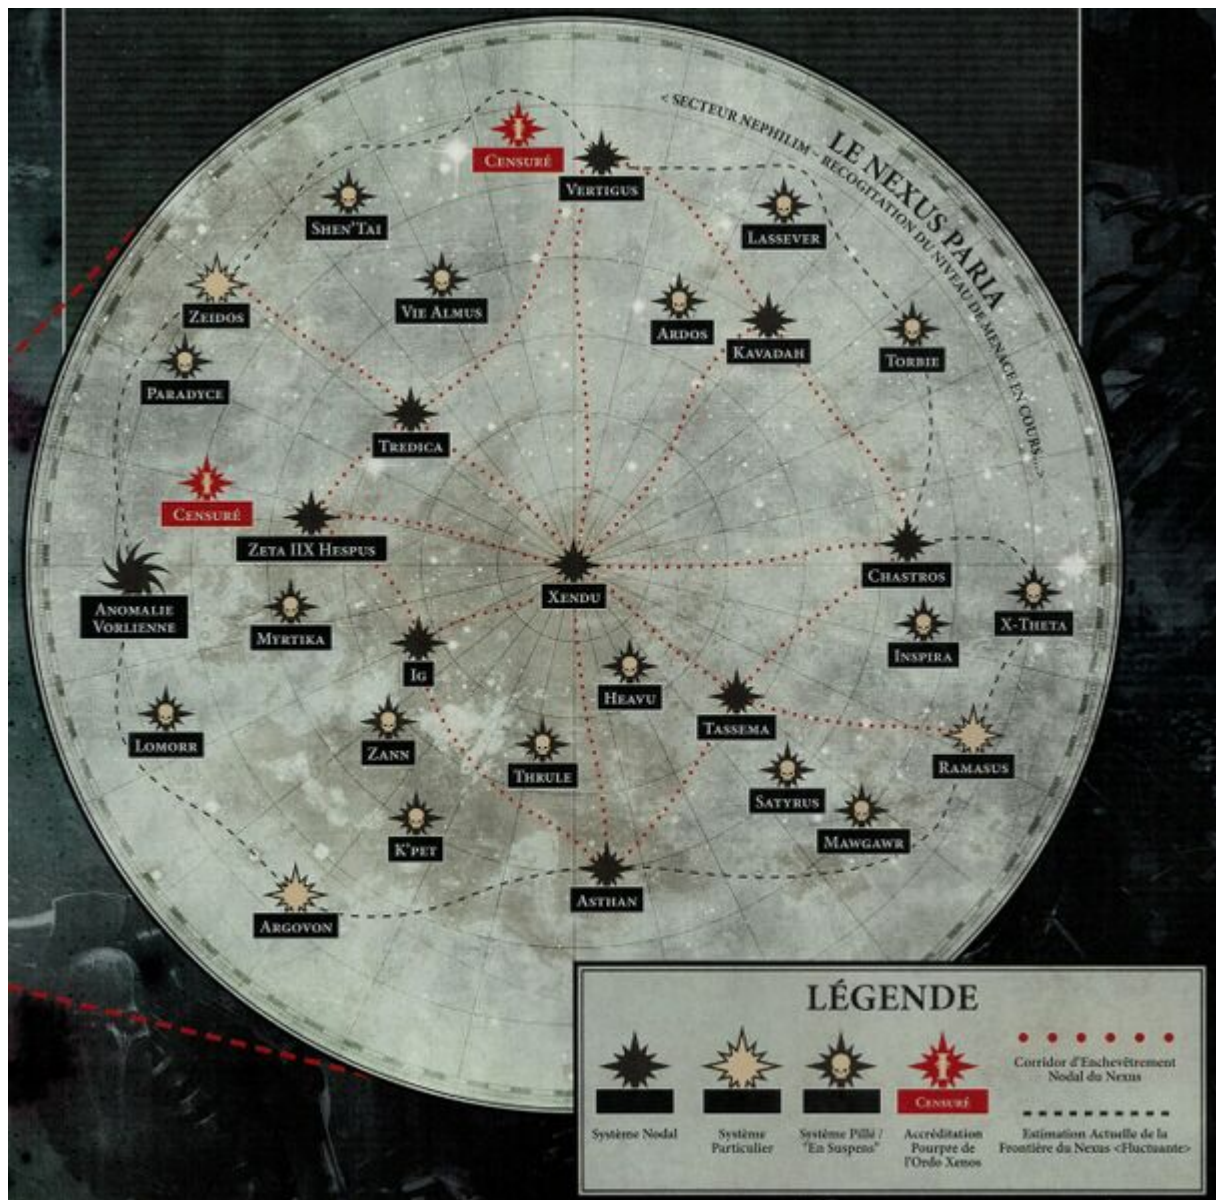 LE NEXUS PARIA
< SECTEUR NEPHILIM – RECOGITATION DU NIVEAU DE MENACE EN COURS... >
CENSURÉ
VERTIGUS
SHEN'TAI
LASSEVER
ZEIDOS
VIE ALMUS
ARDOS
KAVADAH
TORBIE
PARADYCE
TREDICA
CENSURÉ
ZETA IIX HESPUS
CHASTROS
XENDU
ANOMALIE
VORLIENNE
MYRTIKA
X-THETA
INSPIRA
IG
HEAVU
TASSEMA
LOMORR
ZANN
THRULE
RAMASUS
SATYRUS
K'PET
MAWGAWR
ASTHAN
ARGOVON
LÉGENDE
CENSURÉ
Système Nodal
Système
Particulier
Système Pillé /
"En Suspens"
Accréditation
Pourpre de
l'Ordo Xenos
Corridor d'Enchevêtrement
Nodal du Nexus
Estimation Actuelle de la
Frontière du Nexus <Fluctuante>